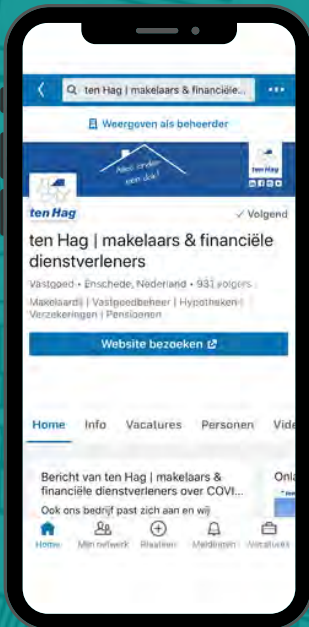 ten Hag | makelaars & financiële...
Weergeven als beheerder
Alles onder
een dak!
ten Hag
ten Hag
Volgend
ten Hag | makelaars & financiële
dienstverleners
Vastgoed • Enschede, Nederland • 931 volgers
Makelaardij | Vastgoedbeheer | Hypotheken |
Verzekeringen | Pensioenen
Website bezoeken
Home Info Vacatures Personen Vide
Bericht van ten Hag | makelaars &
financiële dienstverleners over COVI...
Ook ons bedrijf past zich aan en wij
Onla
Home Mijn netwerk Plaatsen Meldingen Vacatures